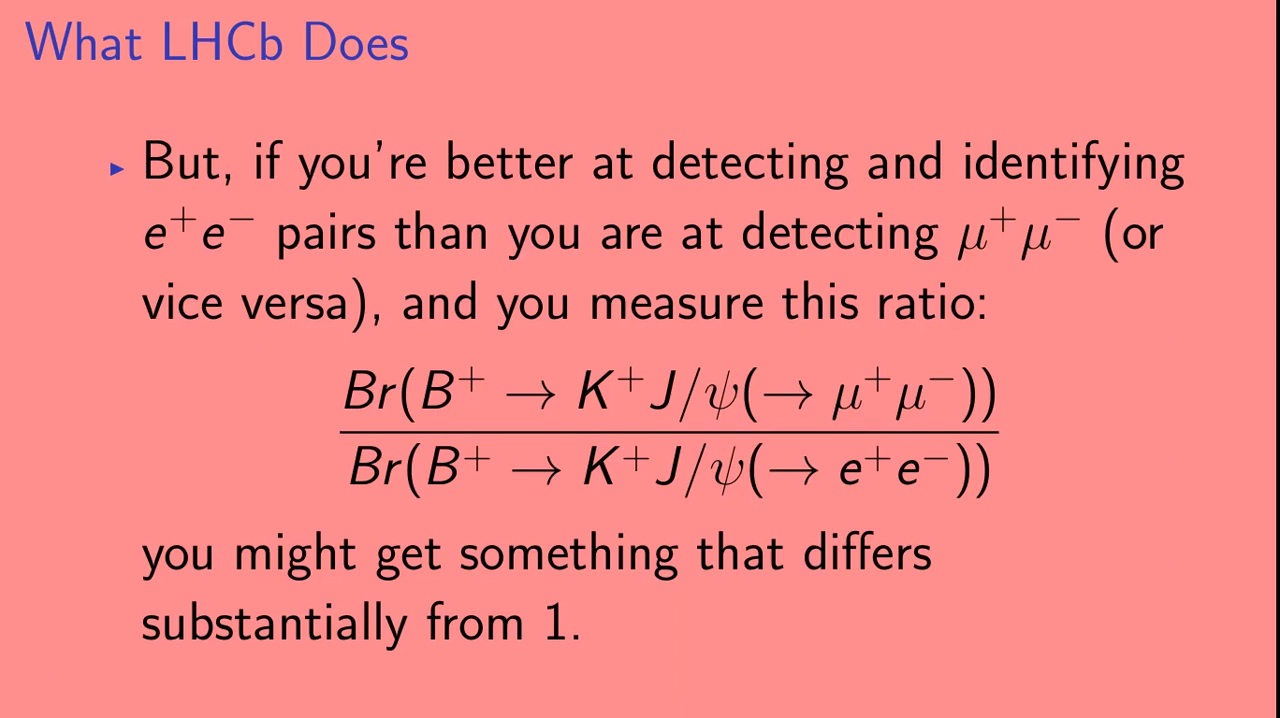 What LHCb Does
▸ But, if you're better at detecting and identifying
e⁺e⁻ pairs than you are at detecting μ⁺μ⁻ (or
vice versa), and you measure this ratio:
Br(B⁺ → K⁺J/ψ(→ μ⁺μ⁻))
Br(B⁺ → K⁺J/ψ(→ e⁺e⁻))
you might get something that differs
substantially from 1.